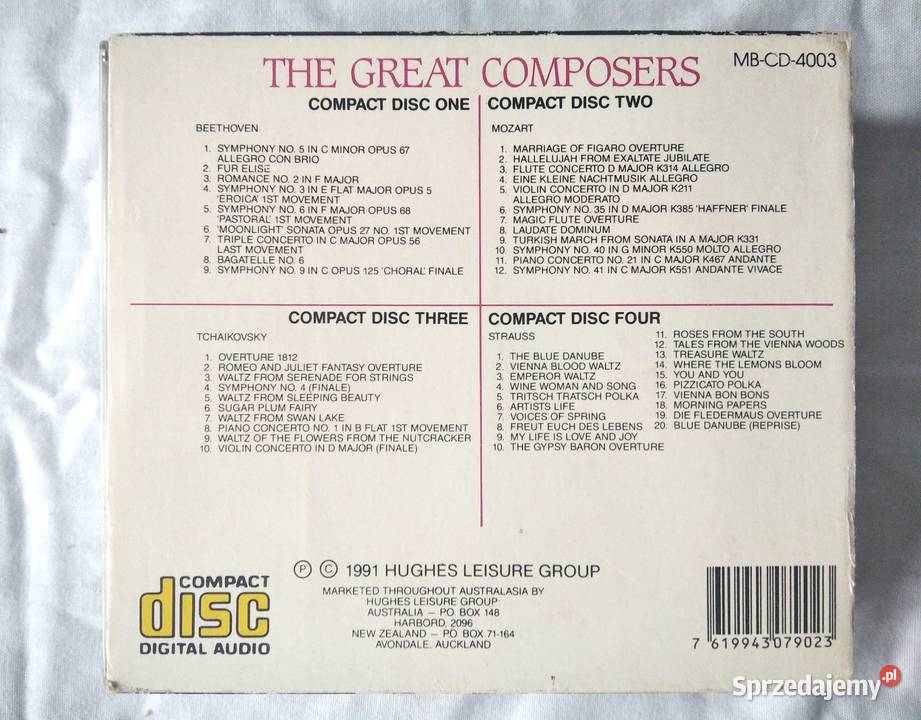 THE GREAT COMPOSERS
MB-CD-4003
COMPACT DISC ONE
BEETHOVEN
1. SYMPHONY NO. 5 IN C MINOR OPUS 67
ALLEGRO CON BRIO
2. FUR ELISE
3. ROMANCE NO. 2 IN F MAJOR
4. SYMPHONY NO. 3 IN E FLAT MAJOR OPUS 5
'EROICA' 1ST MOVEMENT
5. SYMPHONY NO. 6 IN F MAJOR OPUS 68
'PASTORAL' 1ST MOVEMENT
6. 'MOONLIGHT' SONATA OPUS 27 NO. 1ST MOVEMENT
7. TRIPLE CONCERTO IN C MAJOR OPUS 56
LAST MOVEMENT
8. BAGATELLE NO. 6
9. SYMPHONY NO. 9 IN C OPUS 125 'CHORAL' FINALE
COMPACT DISC TWO
MOZART
1. MARRIAGE OF FIGARO OVERTURE
2. HALLELUJAH FROM EXALTATE JUBILATE
3. FLUTE CONCERTO D MAJOR K314 ALLEGRO
4. EINE KLEINE NACHTMUSIK ALLEGRO
5. VIOLIN CONCERTO IN D MAJOR K211
ALLEGRO MODERATO
6. SYMPHONY NO. 35 IN D MAJOR K385 'HAFFNER' FINALE
7. MAGIC FLUTE OVERTURE
8. LAUDATE DOMINUM
9. TURKISH MARCH FROM SONATA IN A MAJOR K331
10. SYMPHONY NO. 40 IN G MINOR K550 MOLTO ALLEGRO
11. PIANO CONCERTO NO. 21 IN C MAJOR K467 ANDANTE
12. SYMPHONY NO. 41 IN C MAJOR K551 ANDANTE VIVACE
COMPACT DISC THREE
TCHAIKOVSKY
1. OVERTURE 1812
2. ROMEO AND JULIET FANTASY OVERTURE
3. WALTZ FROM SERENADE FOR STRINGS
4. SYMPHONY NO. 4 (FINALE)
5. WALTZ FROM SLEEPING BEAUTY
6. SUGAR PLUM FAIRY
7. WALTZ FROM SWAN LAKE
8. PIANO CONCERTO NO. 1 IN B FLAT 1ST MOVEMENT
9. WALTZ OF THE FLOWERS FROM THE NUTCRACKER
10. VIOLIN CONCERTO IN D MAJOR (FINALE)
COMPACT DISC FOUR
STRAUSS
1. THE BLUE DANUBE
2. VIENNA BLOOD WALTZ
3. EMPEROR WALTZ
4. WINE WOMAN AND SONG
5. TRITSCH TRATSCH POLKA
6. ARTISTS LIFE
7. VOICES OF SPRING
8. FREUT EUCH DES LEBENS
9. MY LIFE IS LOVE AND JOY
10. THE GYPSY BARON OVERTURE
11. ROSES FROM THE SOUTH
12. TALES FROM THE VIENNA WOODS
13. TREASURE WALTZ
14. WHERE THE LEMONS BLOOM
15. YOU AND YOU
16. PIZZICATO POLKA
17. VIENNA BON BONS
18. MORNING PAPERS
19. DIE FLEDERMAUS OVERTURE
20. BLUE DANUBE (REPRISE)
COMPACT
disc
DIGITAL AUDIO
Ⓟ © 1991 HUGHES LEISURE GROUP
MARKETED THROUGHOUT AUSTRALASIA BY
HUGHES LEISURE GROUP
AUSTRALIA – PO. BOX 148
HARBORD, 2096
NEW ZEALAND – PO. BOX 71-164
AVONDALE, AUCKLAND
7 619943 079023
Sprzedajemy.pl